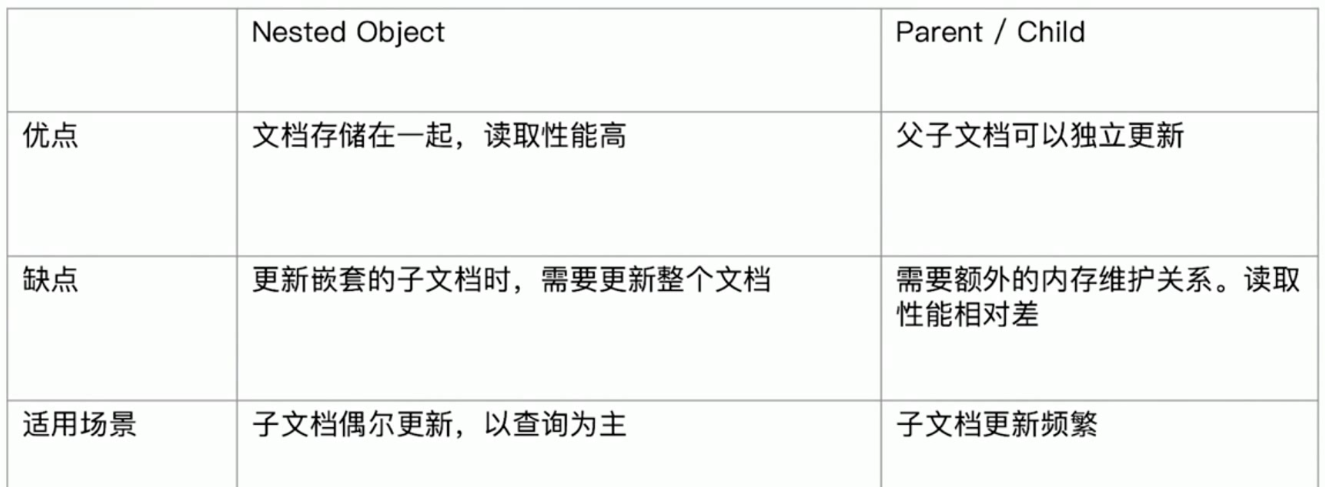 Nested Object
Parent / Child
优点
文档存储在一起，读取性能高
父子文档可以独立更新
缺点
更新嵌套的子文档时，需要更新整个文档
需要额外的内存维护关系。读取
性能相对差
适用场景
子文档偶尔更新，以查询为主
子文档更新频繁